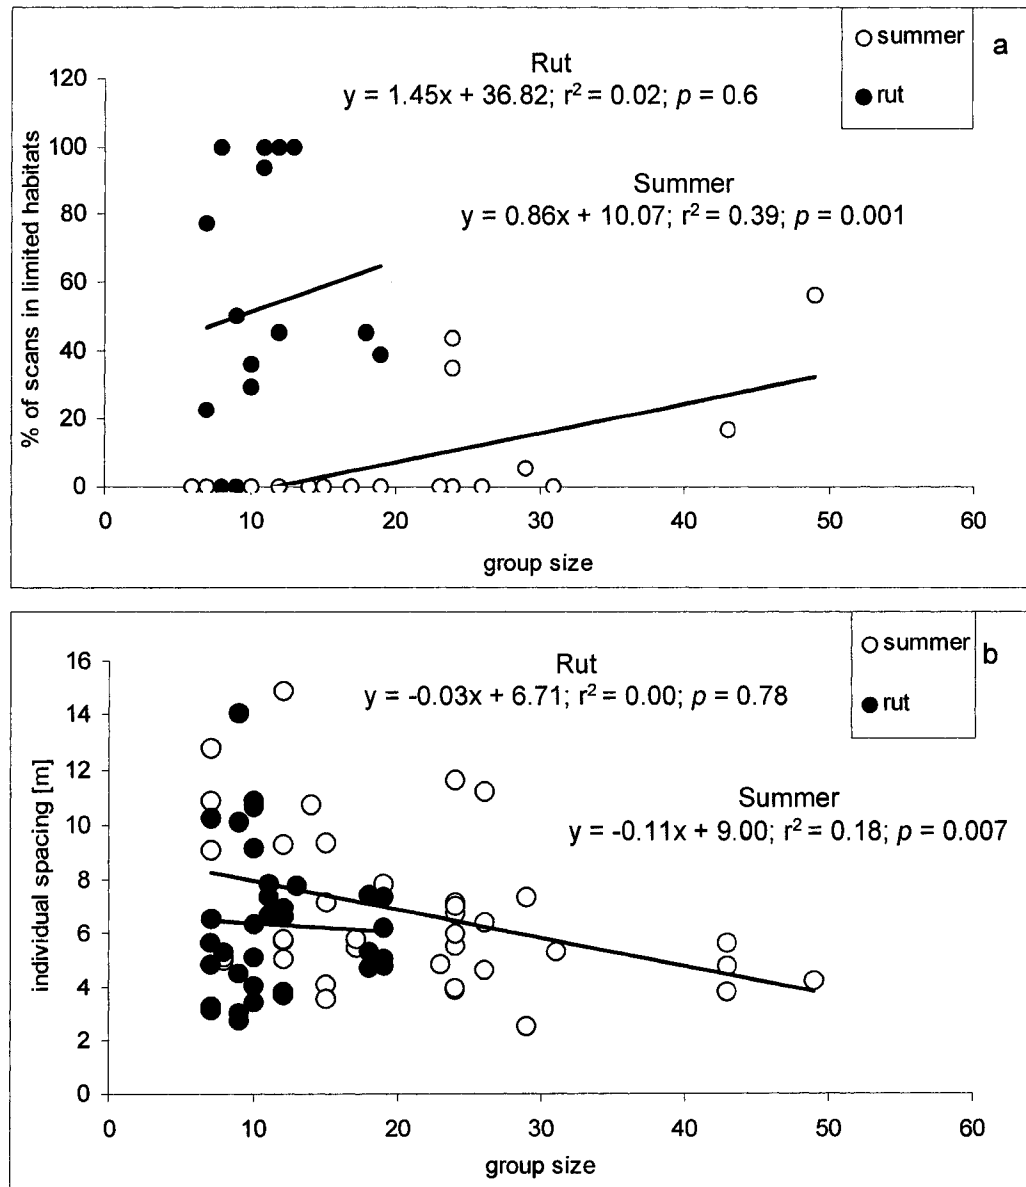 summer
a
rut
Rut
y = 1.45x + 36.82; r² = 0.02; p = 0.6
Summer
y = 0.86x + 10.07; r² = 0.39; p = 0.001
120
100
80
60
40
20
0
% of scans in limited habitats
0 10 20 30 40 50 60
group size
summer
b
rut
Rut
y = -0.03x + 6.71; r² = 0.00; p = 0.78
Summer
y = -0.11x + 9.00; r² = 0.18; p = 0.007
16
14
12
10
8
6
4
2
0
individual spacing [m]
0 10 20 30 40 50 60
group size